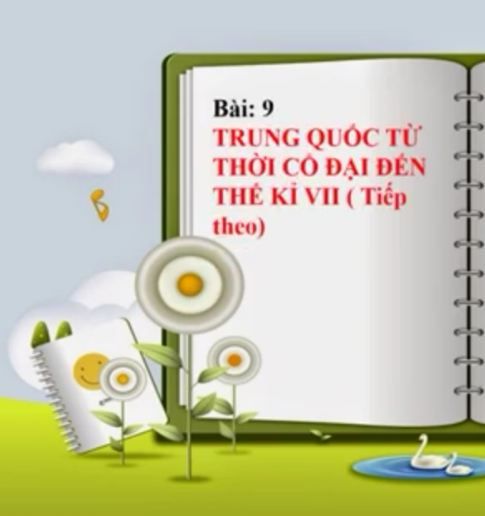 Bài: 9
TRUNG QUỐC TỪ
THỜI CỔ ĐẠI ĐẾN
THẾ KỈ VII ( Tiếp
theo)